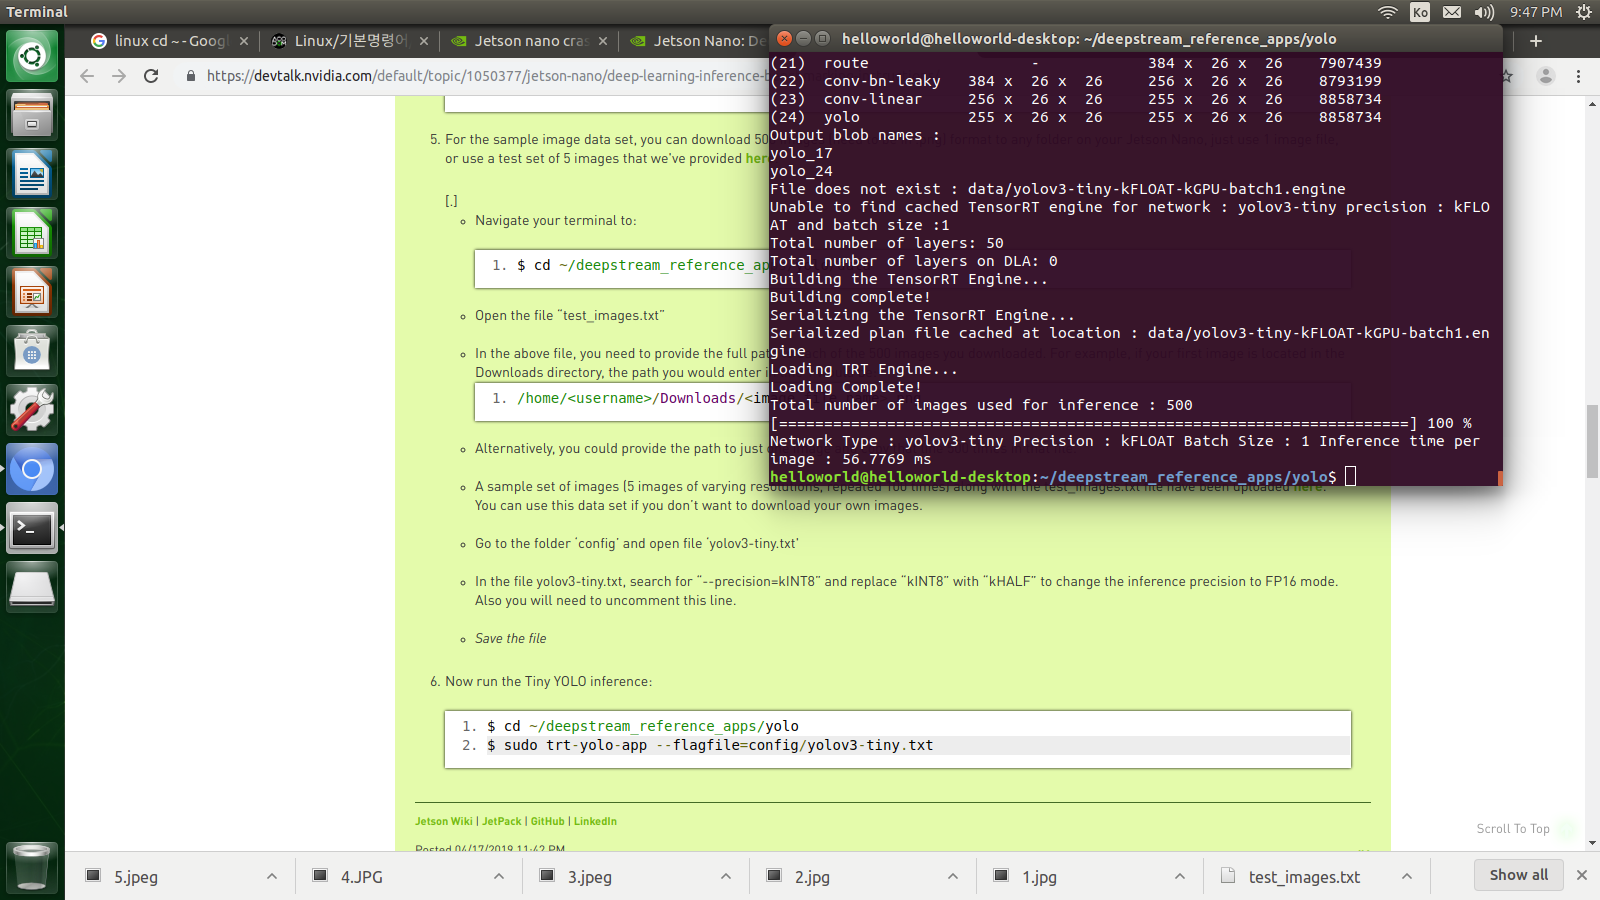 Terminal
Ko
9:47 PM
linux cd ~ - Googl
Linux/기본명령어
Jetson nano cras
Jetson Nano: De
https://devtalk.nvidia.com/default/topic/1050377/jetson-nano/deep-learning-inference-b
helloworld@helloworld-desktop: ~/deepstream_reference_apps/yolo
(21) route - 384 x 26 x 26 7907439
(22) conv-bn-leaky 384 x 26 x 26 256 x 26 x 26 8793199
(23) conv-linear 256 x 26 x 26 255 x 26 x 26 8858734
(24) yolo 255 x 26 x 26 255 x 26 x 26 8858734
Output blob names :
yolo_17
yolo_24
File does not exist : data/yolov3-tiny-kFLOAT-kGPU-batch1.engine
Unable to find cached TensorRT engine for network : yolov3-tiny precision : kFLO
AT and batch size :1
Total number of layers: 50
Total number of layers on DLA: 0
Building the TensorRT Engine...
Building complete!
Serializing the TensorRT Engine...
Serialized plan file cached at location : data/yolov3-tiny-kFLOAT-kGPU-batch1.en
gine
Loading TRT Engine...
Loading Complete!
Total number of images used for inference : 500
[======================================================================] 100 %
Network Type : yolov3-tiny Precision : kFLOAT Batch Size : 1 Inference time per
image : 56.7769 ms
helloworld@helloworld-desktop:~/deepstream_reference_apps/yolo$
5. For the sample image data set, you can download 50
or use a test set of 5 images that we've provided here
[.]
Navigate your terminal to:
1. $ cd ~/deepstream_reference_ap
Open the file “test_images.txt”
In the above file, you need to provide the full pat
Downloads directory, the path you would enter i
1. /home/<username>/Downloads/<im
Alternatively, you could provide the path to just
A sample set of images (5 images of varying resolutions, repeated 100 times) along with the test_images.txt file have been uploaded here.
You can use this data set if you don’t want to download your own images.
Go to the folder ‘config’ and open file ‘yolov3-tiny.txt’
In the file yolov3-tiny.txt, search for “--precision=kINT8” and replace “kINT8” with “kHALF” to change the inference precision to FP16 mode.
Also you will need to uncomment this line.
Save the file
6. Now run the Tiny YOLO inference:
1. $ cd ~/deepstream_reference_apps/yolo
2. $ sudo trt-yolo-app --flagfile=config/yolov3-tiny.txt
Jetson Wiki | JetPack | GitHub | LinkedIn
Posted 04/17/2019 11:42 PM
Scroll To Top
5.jpeg
4.JPG
3.jpeg
2.jpg
1.jpg
test_images.txt
Show all